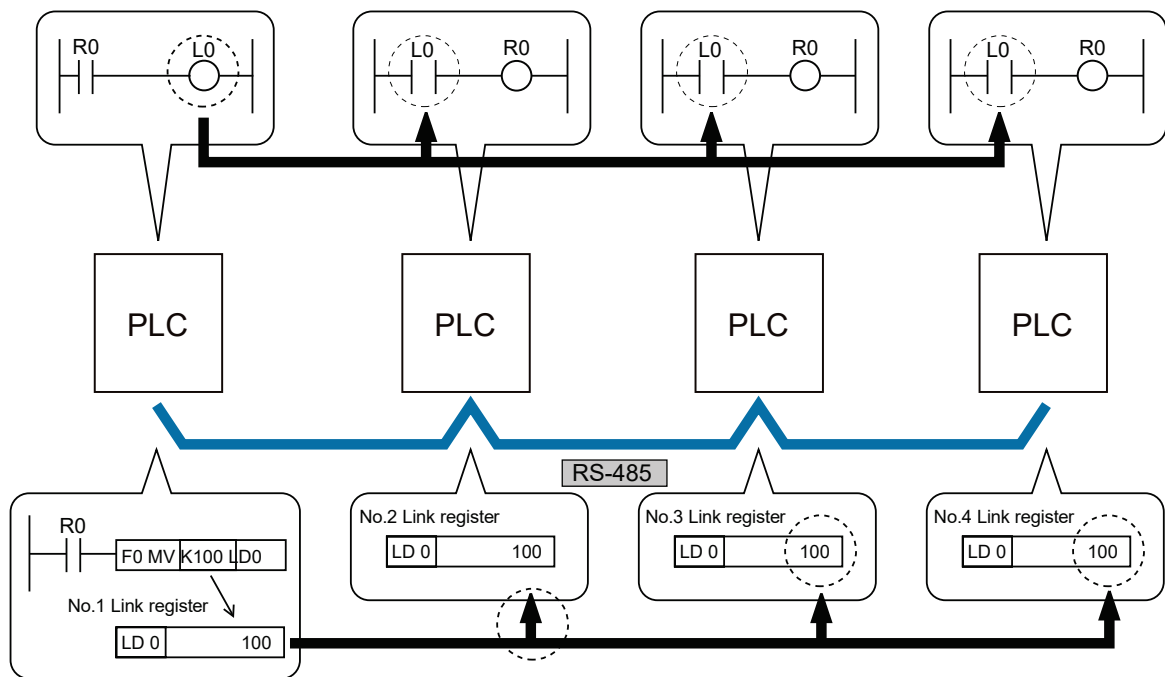 R0 L0
L0 R0
L0 R0
L0 R0
PLC
PLC
PLC
PLC
RS-485
R0
F0 MV K100 LD0
No.1 Link register
LD 0 100
No.2 Link register
LD 0 100
No.3 Link register
LD 0 100
No.4 Link register
LD 0 100